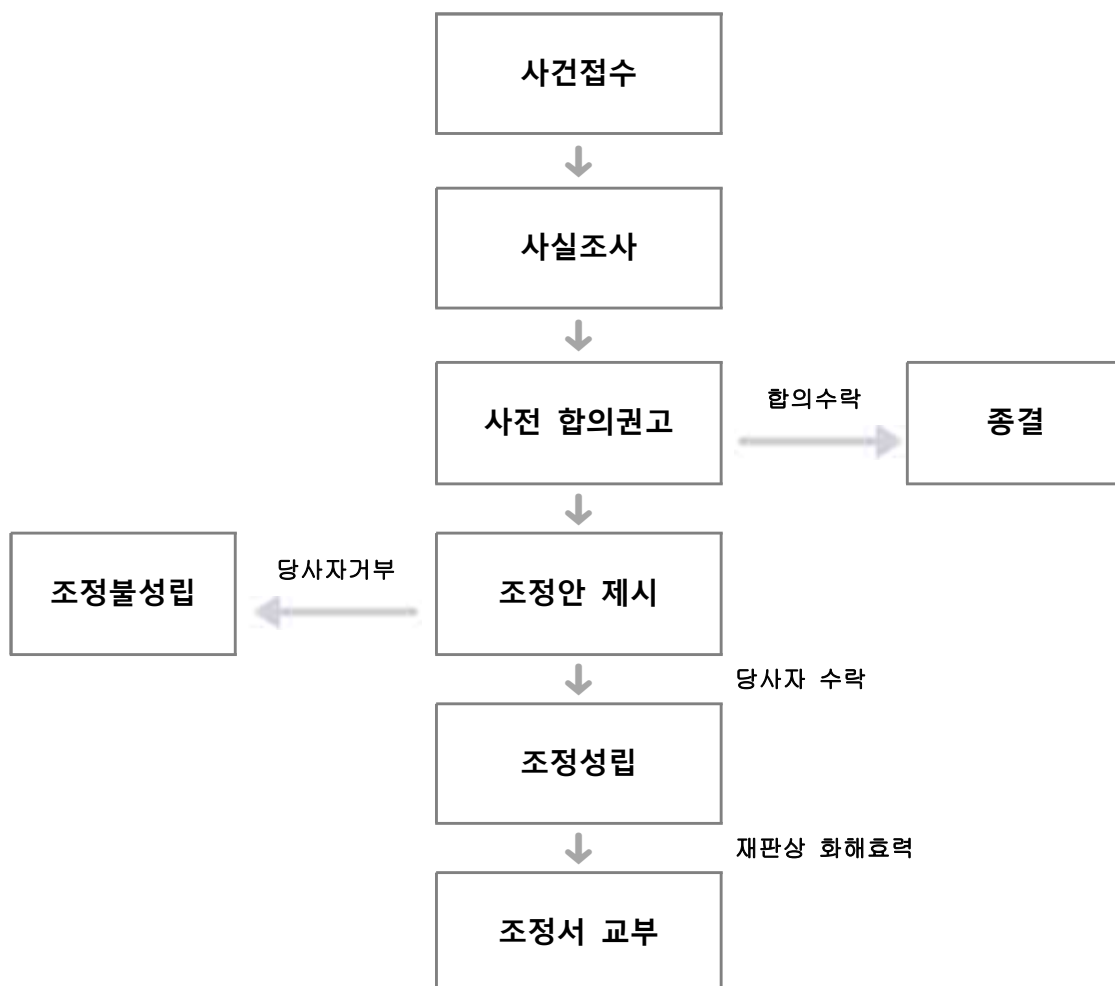 사건접수
사실조사
사전 합의권고
합의수락
종결
조정불성립
당사자거부
조정안 제시
당사자 수락
조정성립
재판상 화해효력
조정서 교부